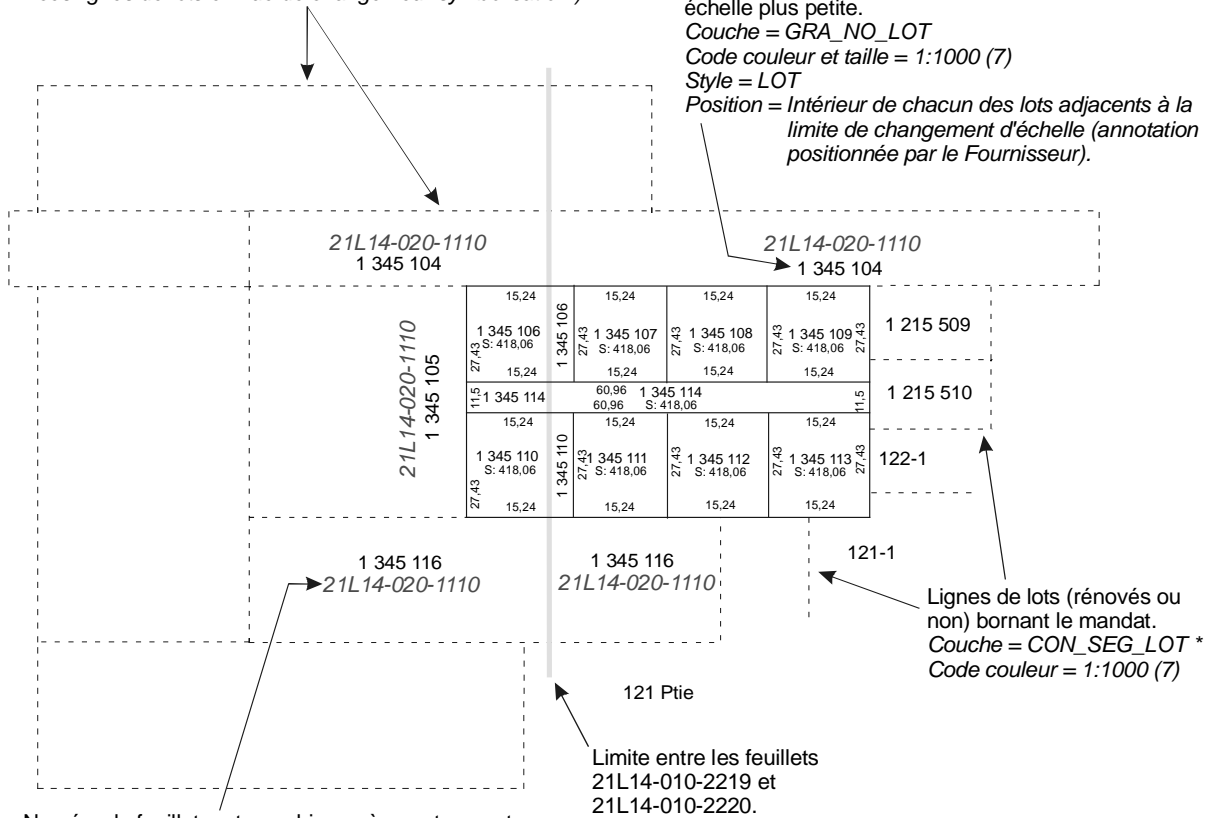 échelle plus petite.
Couche = GRA_NO_LOT
Code couleur et taille = 1:1000 (7)
Style = LOT
Position = Intérieur de chacun des lots adjacents à la
limite de changement d'échelle (annotation
positionnée par le Fournisseur).
21L14-020-1110
1 345 104
21L14-020-1110
1 345 104
21L14-020-1110
1 345 105
15,24
15,24
15,24
15,24
1 345 106
S: 418,06
27,43
15,24
1 345 106
27,43
1 345 107
S: 418,06
15,24
27,43
1 345 108
S: 418,06
15,24
27,43
1 345 109
S: 418,06
27,43
15,24
1 215 509
11,5
1 345 114
60,96
1 345 114
60,96
S: 418,06
11,5
1 215 510
15,24
15,24
15,24
15,24
1 345 110
S: 418,06
27,43
15,24
1 345 110
27,43
1 345 111
S: 418,06
15,24
27,43
1 345 112
S: 418,06
15,24
27,43
1 345 113
S: 418,06
27,43
15,24
122-1
1 345 116
21L14-020-1110
1 345 116
21L14-020-1110
121-1
Lignes de lots (rénovés ou
non) bornant le mandat.
Couche = CON_SEG_LOT *
Code couleur = 1:1000 (7)
121 Ptie
Limite entre les feuillets
21L14-010-2219 et
21L14-010-2220.